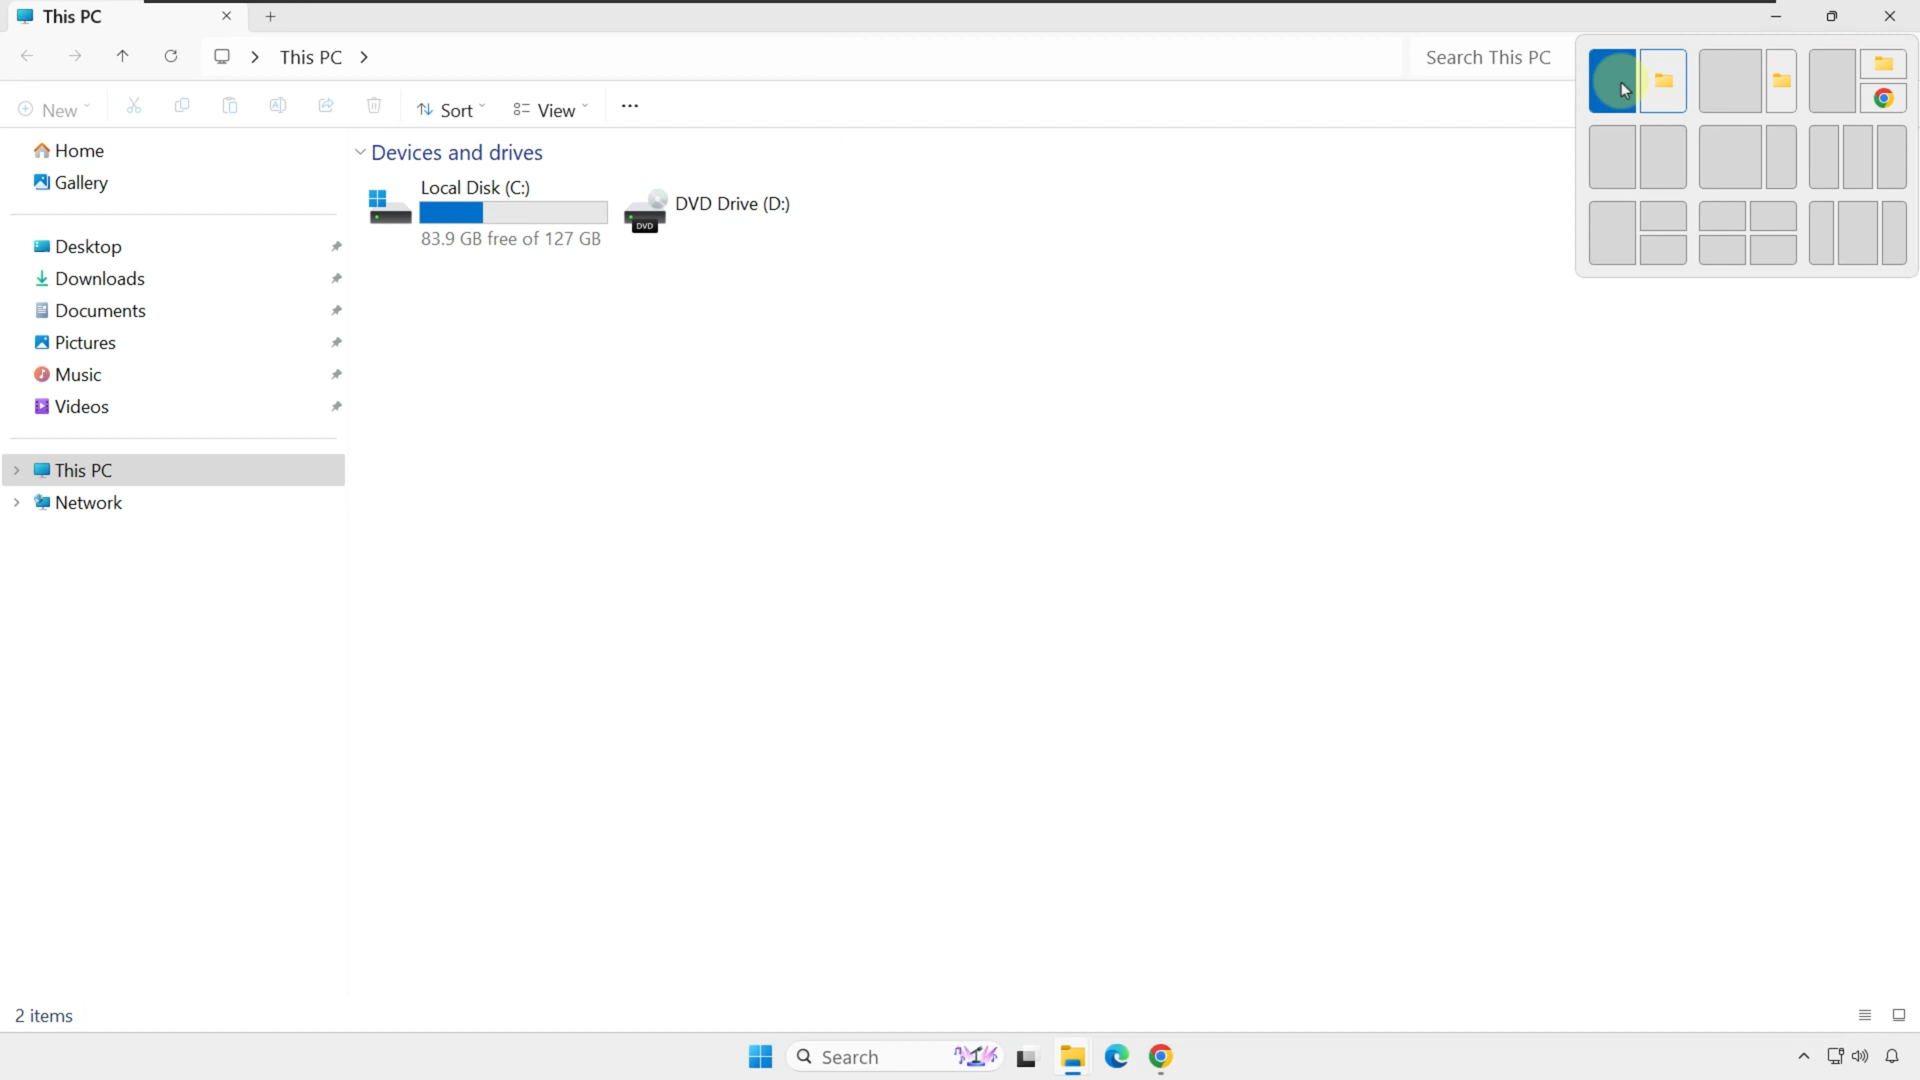 This PC
This PC
Search This PC
New
Sort
View
Home
Gallery
Devices and drives
Local Disk (C:)
83.9 GB free of 127 GB
DVD
DVD Drive (D:)
Desktop
Downloads
Documents
Pictures
Music
Videos
This PC
Network
2 items
Search